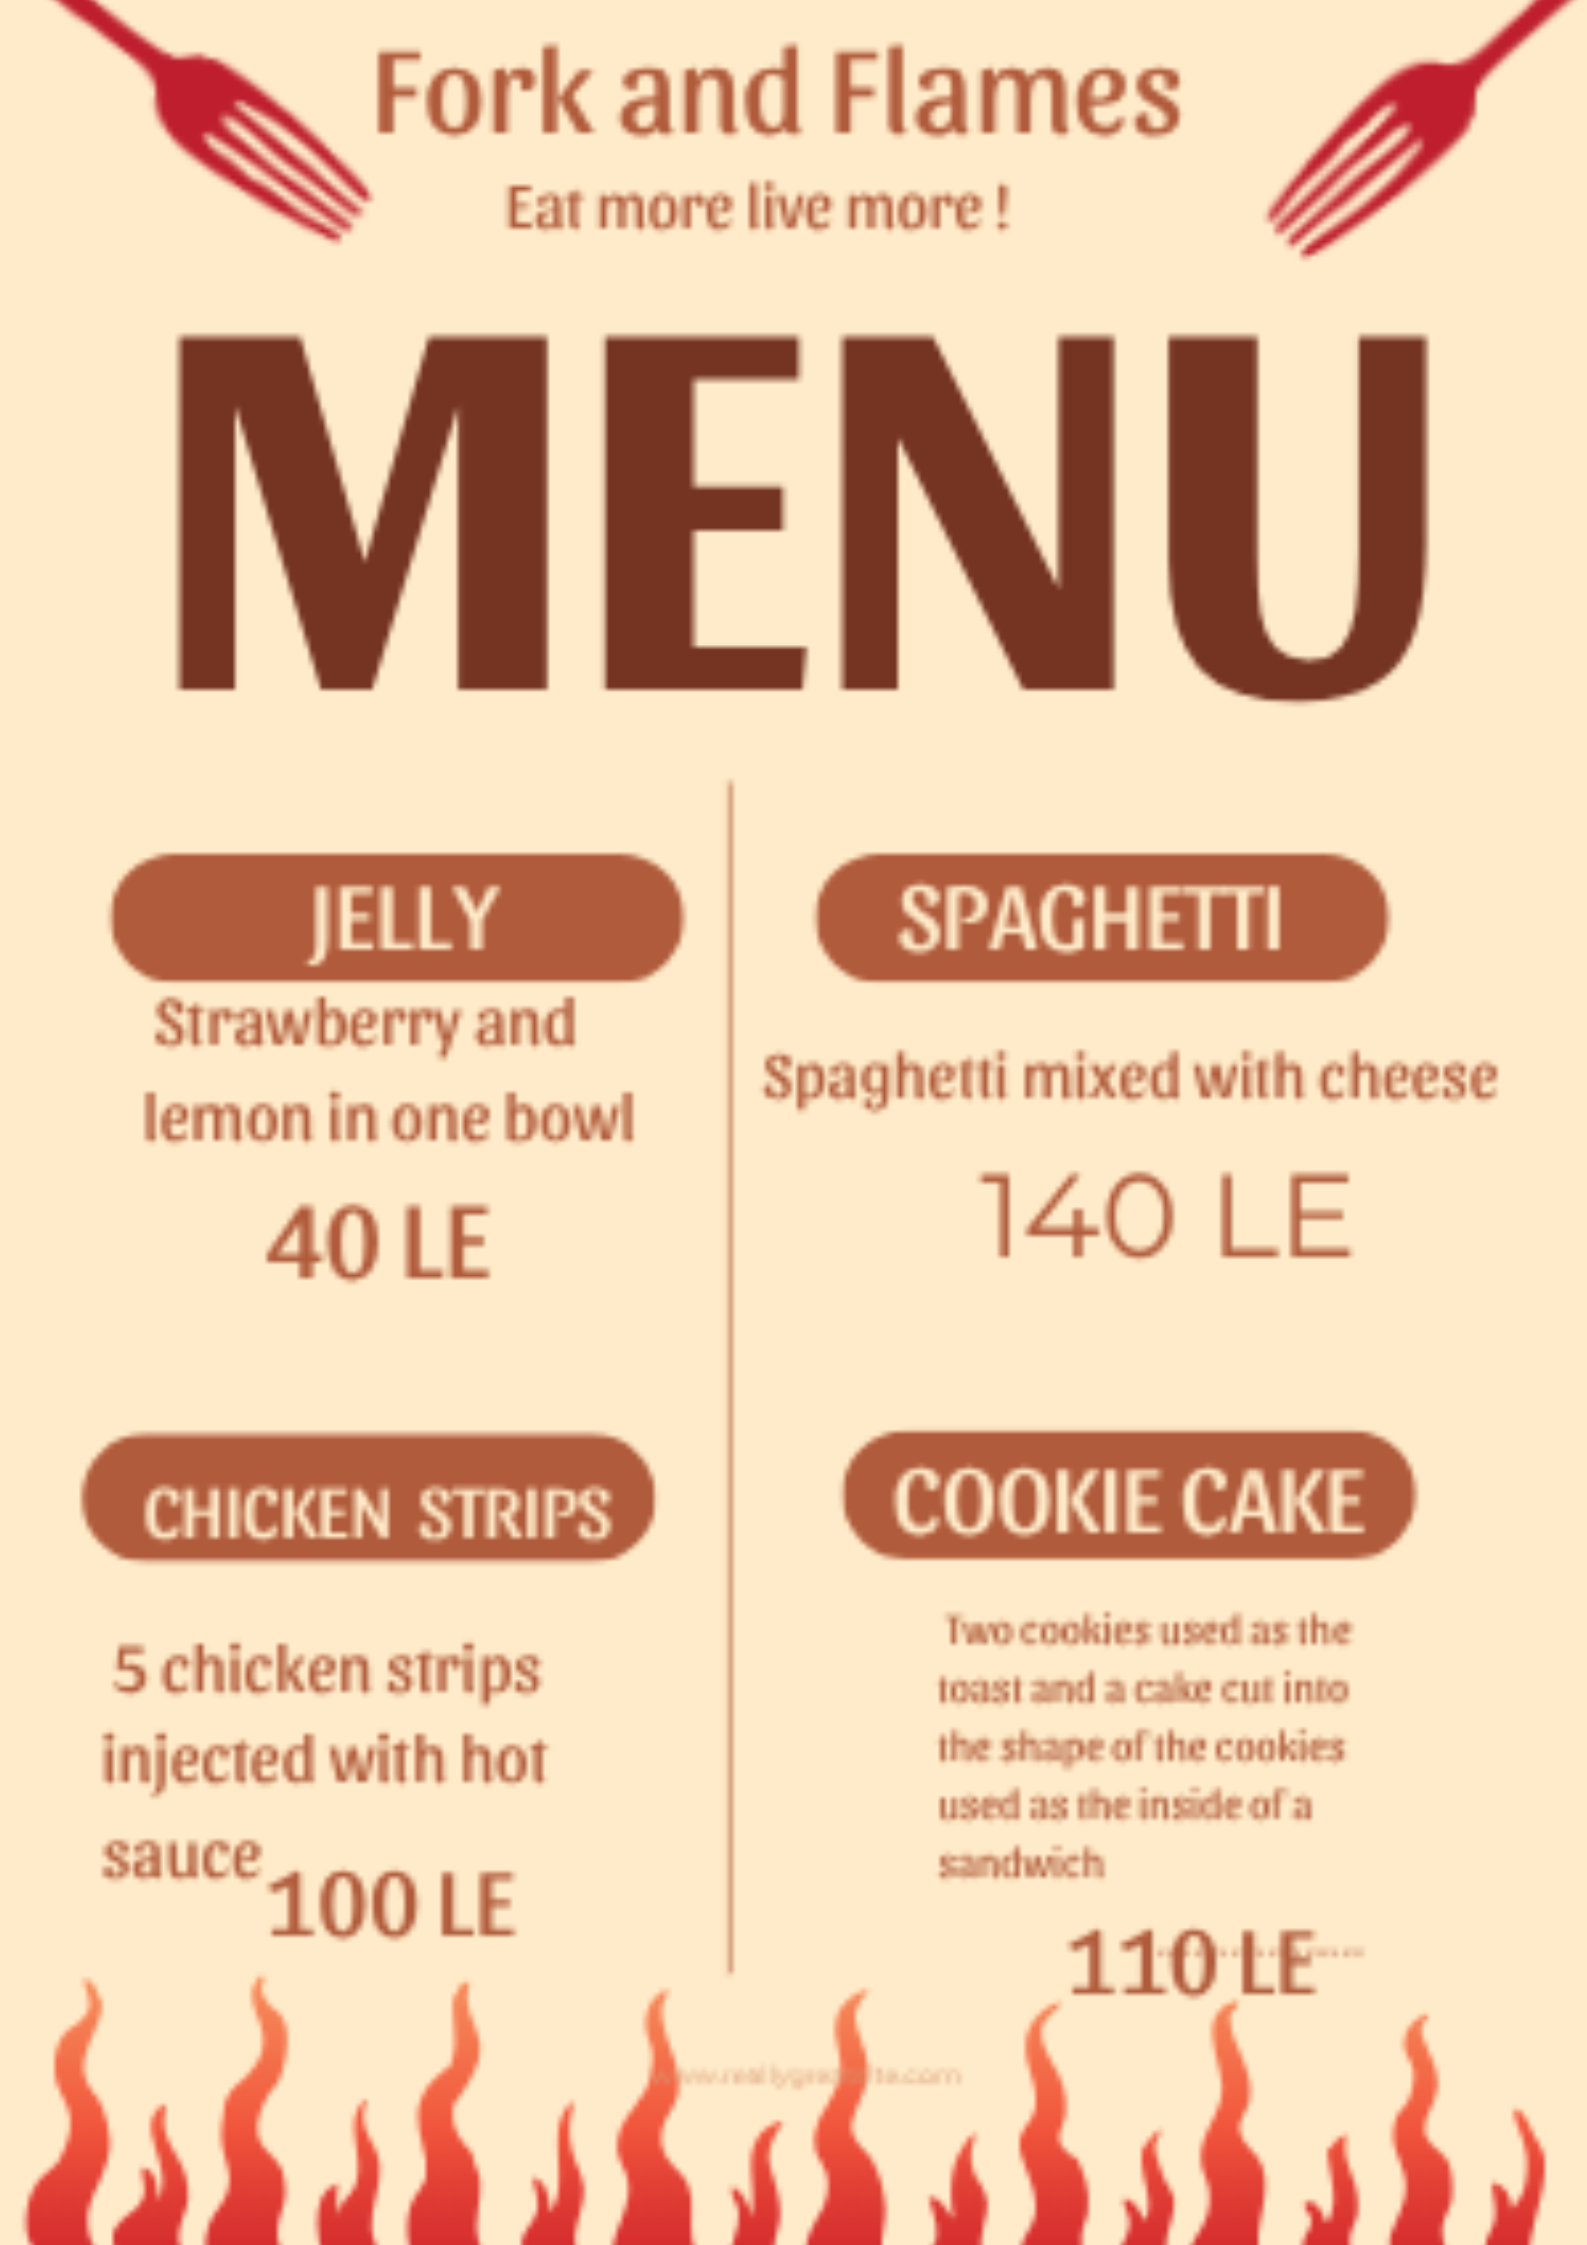 Fork and Flames
Eat more live more !
MENU
JELLY
Strawberry and
lemon in one bowl
40 LE
CHICKEN STRIPS
5 chicken strips
injected with hot
sauce
100 LE
SPAGHETTI
Spaghetti mixed with cheese
140 LE
COOKIE CAKE
Two cookies used as the
toast and a cake cut into
the shape of the cookies
used as the inside of a
sandwich
110 LE